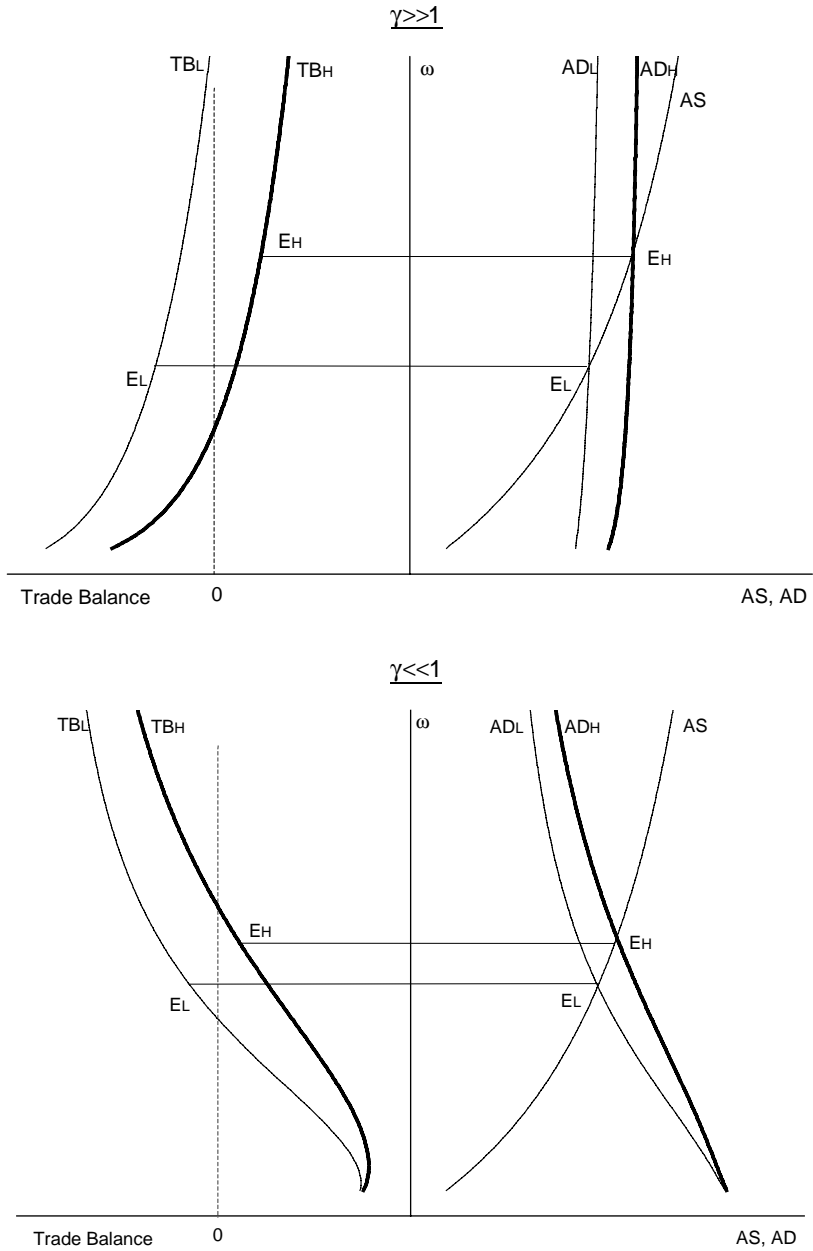 γ>>1
TBL TBH ω ADL ADH
AS
EH EH
EL EL
Trade Balance 0 AS, AD
γ<<1
TBL TBH ω ADL ADH AS
EH EH
EL EL
Trade Balance 0 AS, AD